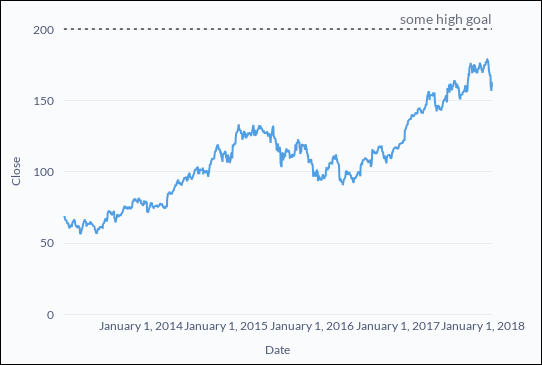 some high goal
200
150
100
50
0
Close
January 1, 2014 January 1, 2015 January 1, 2016 January 1, 2017 January 1, 2018
Date